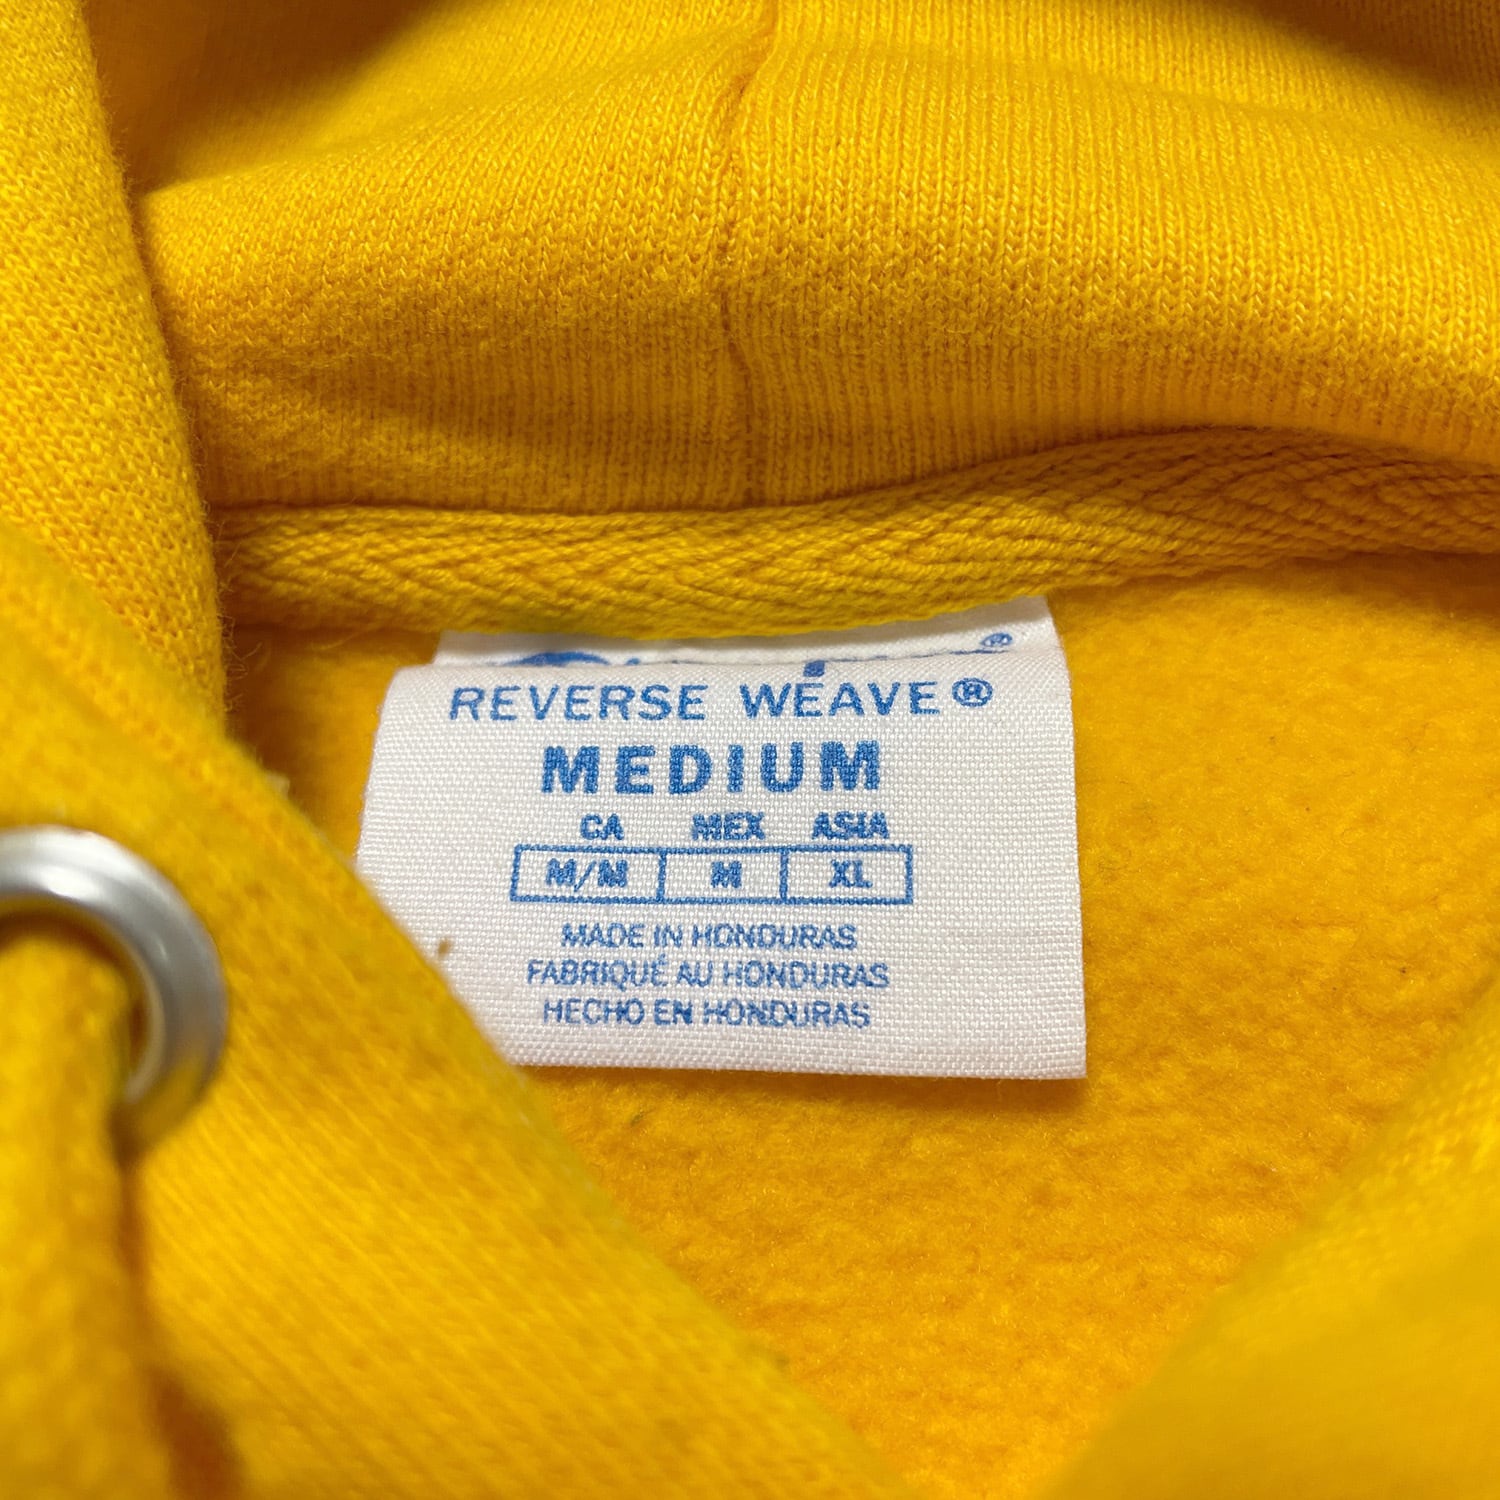 ®
REVERSE WEAVE®
MEDIUM
CA MEX ASIA
M/M M XL
MADE IN HONDURAS
FABRIQUÉ AU HONDURAS
HECHO EN HONDURAS